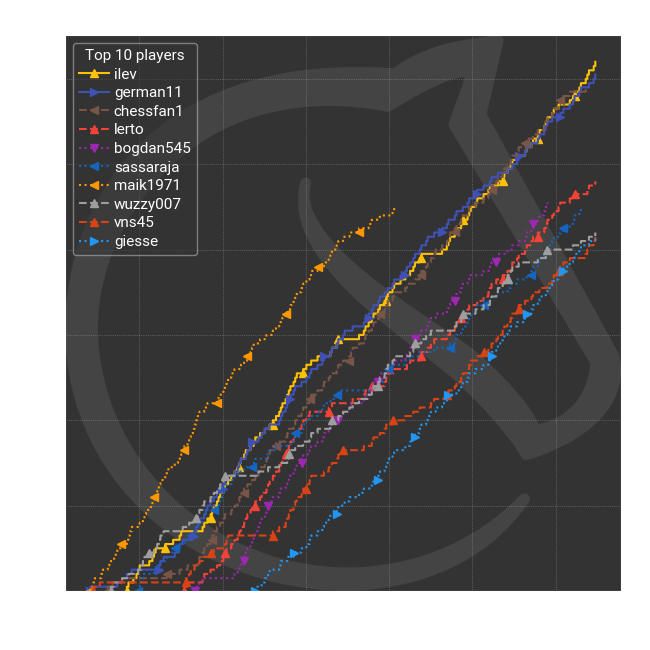 Top 10 players
ilev
german11
chessfan1
lerto
bogdan545
sassaraja
maik1971
wuzzy007
vns45
giesse